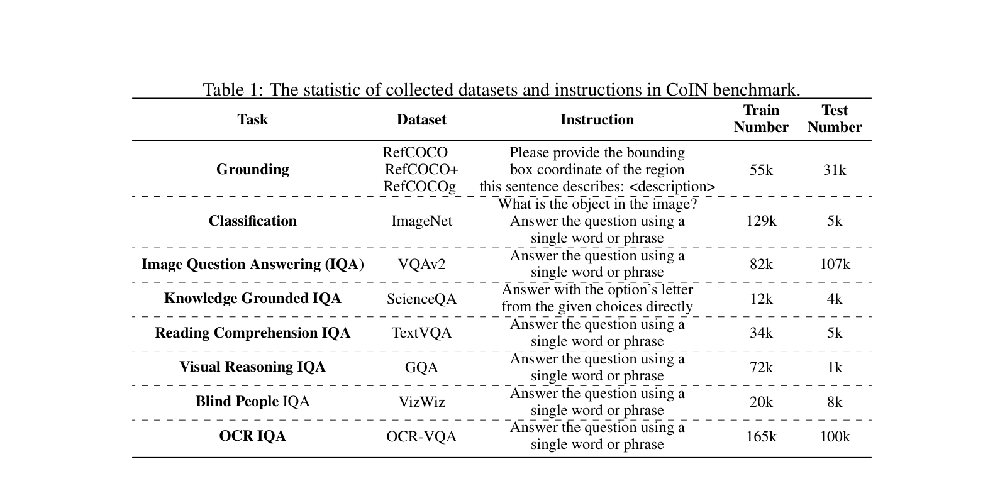 Table 1: The statistic of collected datasets and instructions in CoIN benchmark.
Task Dataset Instruction Train Number Test Number
Grounding RefCOCO RefCOCO+ RefCOCOg Please provide the bounding box coordinate of the region this sentence describes: <description> 55k 31k
Classification ImageNet What is the object in the image? Answer the question using a single word or phrase 129k 5k
Image Question Answering (IQA) VQAv2 Answer the question using a single word or phrase 82k 107k
Knowledge Grounded IQA ScienceQA Answer with the option's letter from the given choices directly 12k 4k
Reading Comprehension IQA TextVQA Answer the question using a single word or phrase 34k 5k
Visual Reasoning IQA GQA Answer the question using a single word or phrase 72k 1k
Blind People IQA VizWiz Answer the question using a single word or phrase 20k 8k
OCR IQA OCR-VQA Answer the question using a single word or phrase 165k 100k